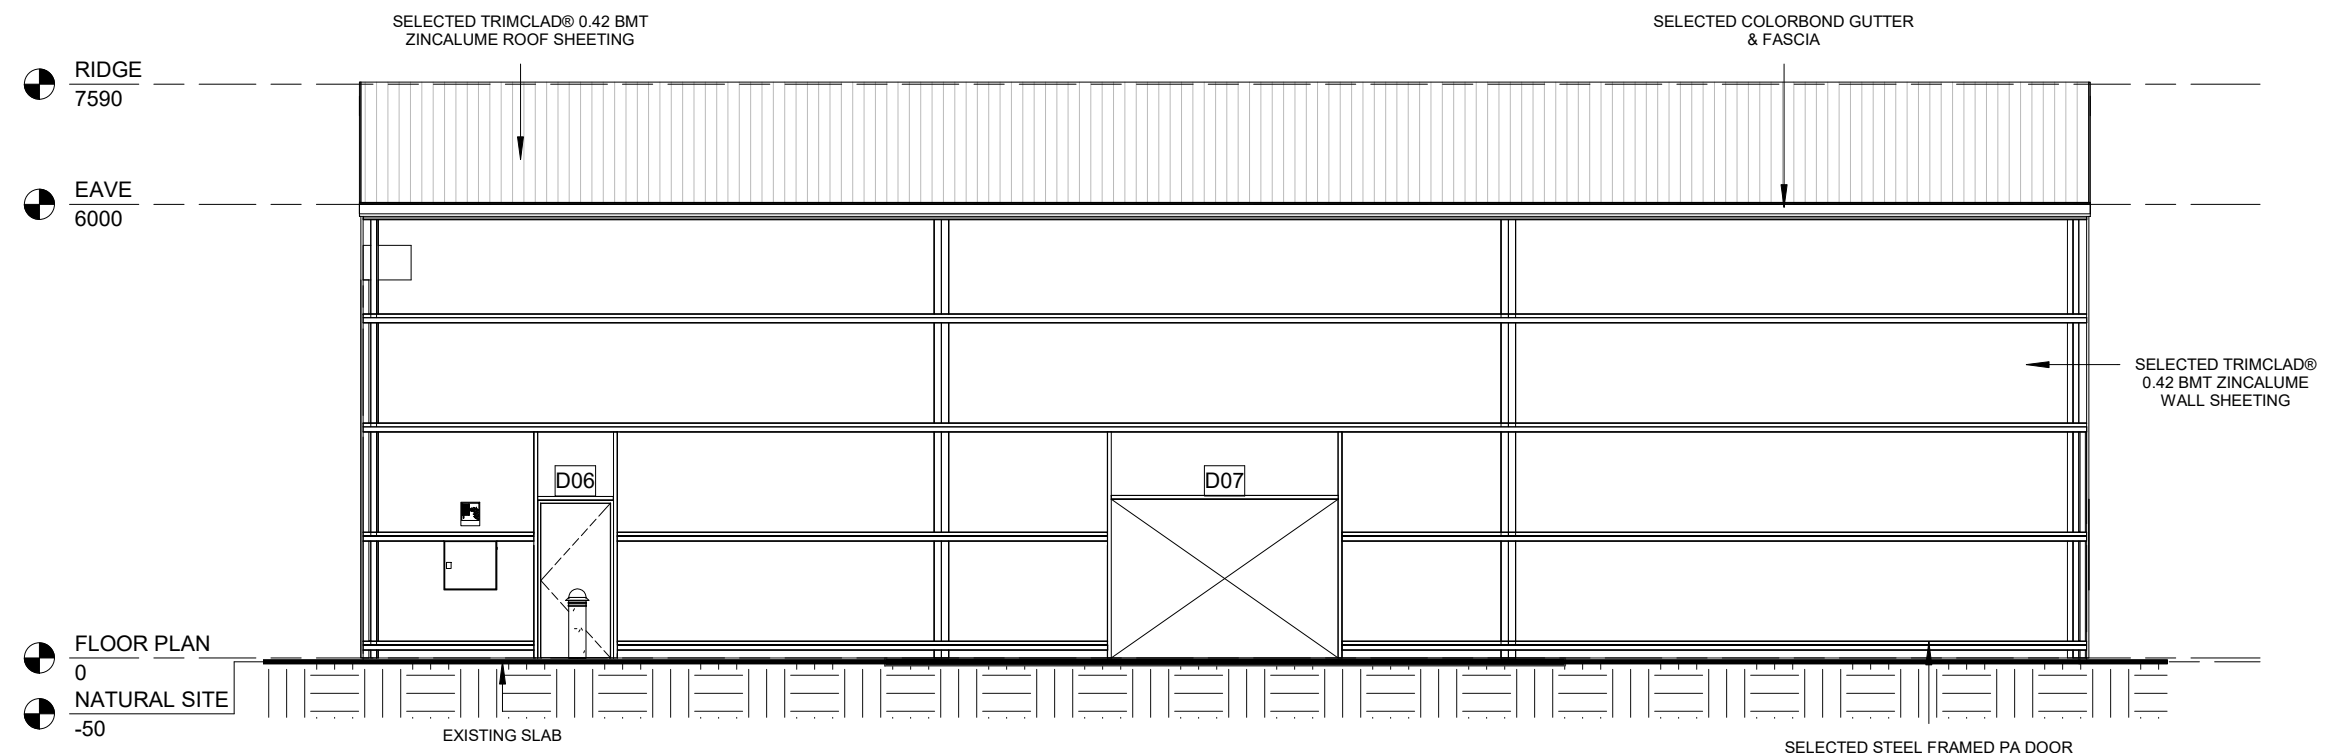 SELECTED TRIMCLAD® 0.42 BMT
ZINCALUME ROOF SHEETING
SELECTED COLORBOND GUTTER
& FASCIA
RIDGE
7590
EAVE
6000
SELECTED TRIMCLAD®
0.42 BMT ZINCALUME
WALL SHEETING
D06
D07
FLOOR PLAN
0
NATURAL SITE
-50
EXISTING SLAB
SELECTED STEEL FRAMED PA DOOR